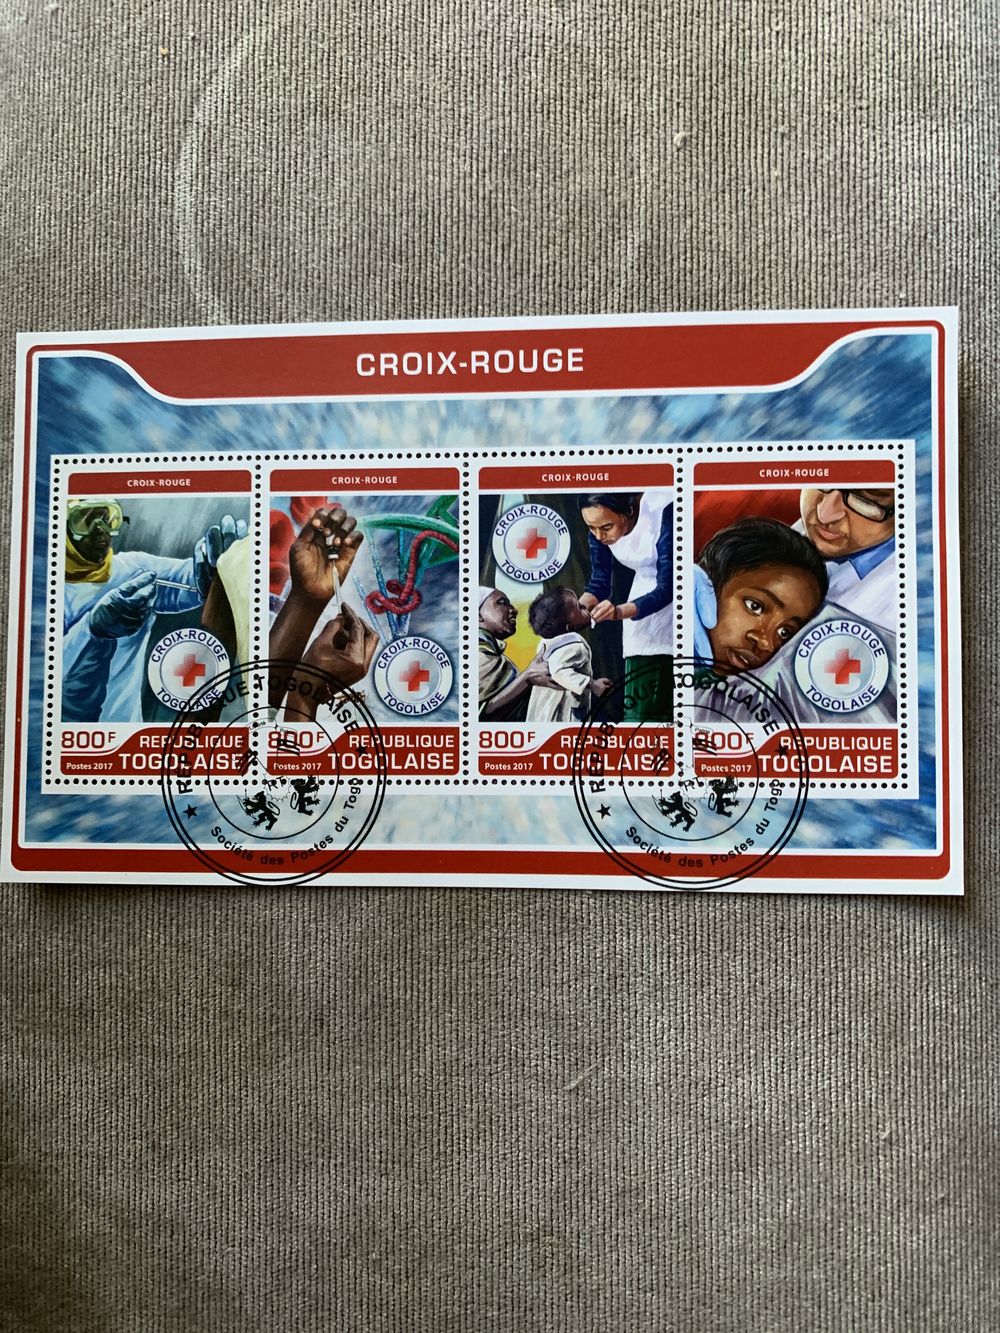 CROIX-ROUGE
CROIX-ROUGE
CROIX-ROUGE
TOGOLAISE
800F
Postes 2017
REPUBLIQUE
TOGOLAISE
CROIX-ROUGE
CROIX-ROUGE
TOGOLAISE
800F
Postes 2017
REPUBLIQUE
TOGOLAISE
CROIX-ROUGE
CROIX-ROUGE
TOGOLAISE
800F
Postes 2017
REPUBLIQUE
TOGOLAISE
CROIX-ROUGE
CROIX-ROUGE
TOGOLAISE
800F
Postes 2017
REPUBLIQUE
TOGOLAISE
REPUBLIQUE TOGOLAISE
Société des Postes du Togo
REPUBLIQUE TOGOLAISE
Société des Postes du Togo